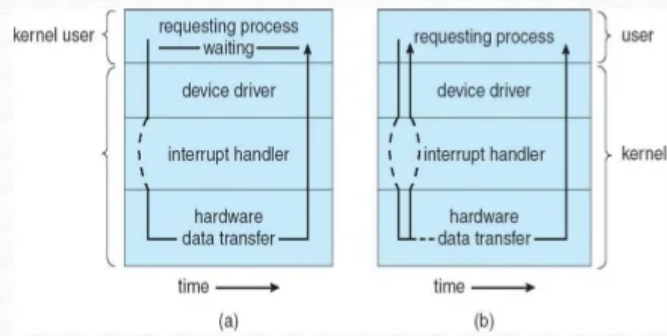 kernel user
requesting process
waiting
device driver
interrupt handler
hardware
data transfer
time
(a)
requesting process
user
device driver
interrupt handler
kernel
hardware
data transfer
time
(b)